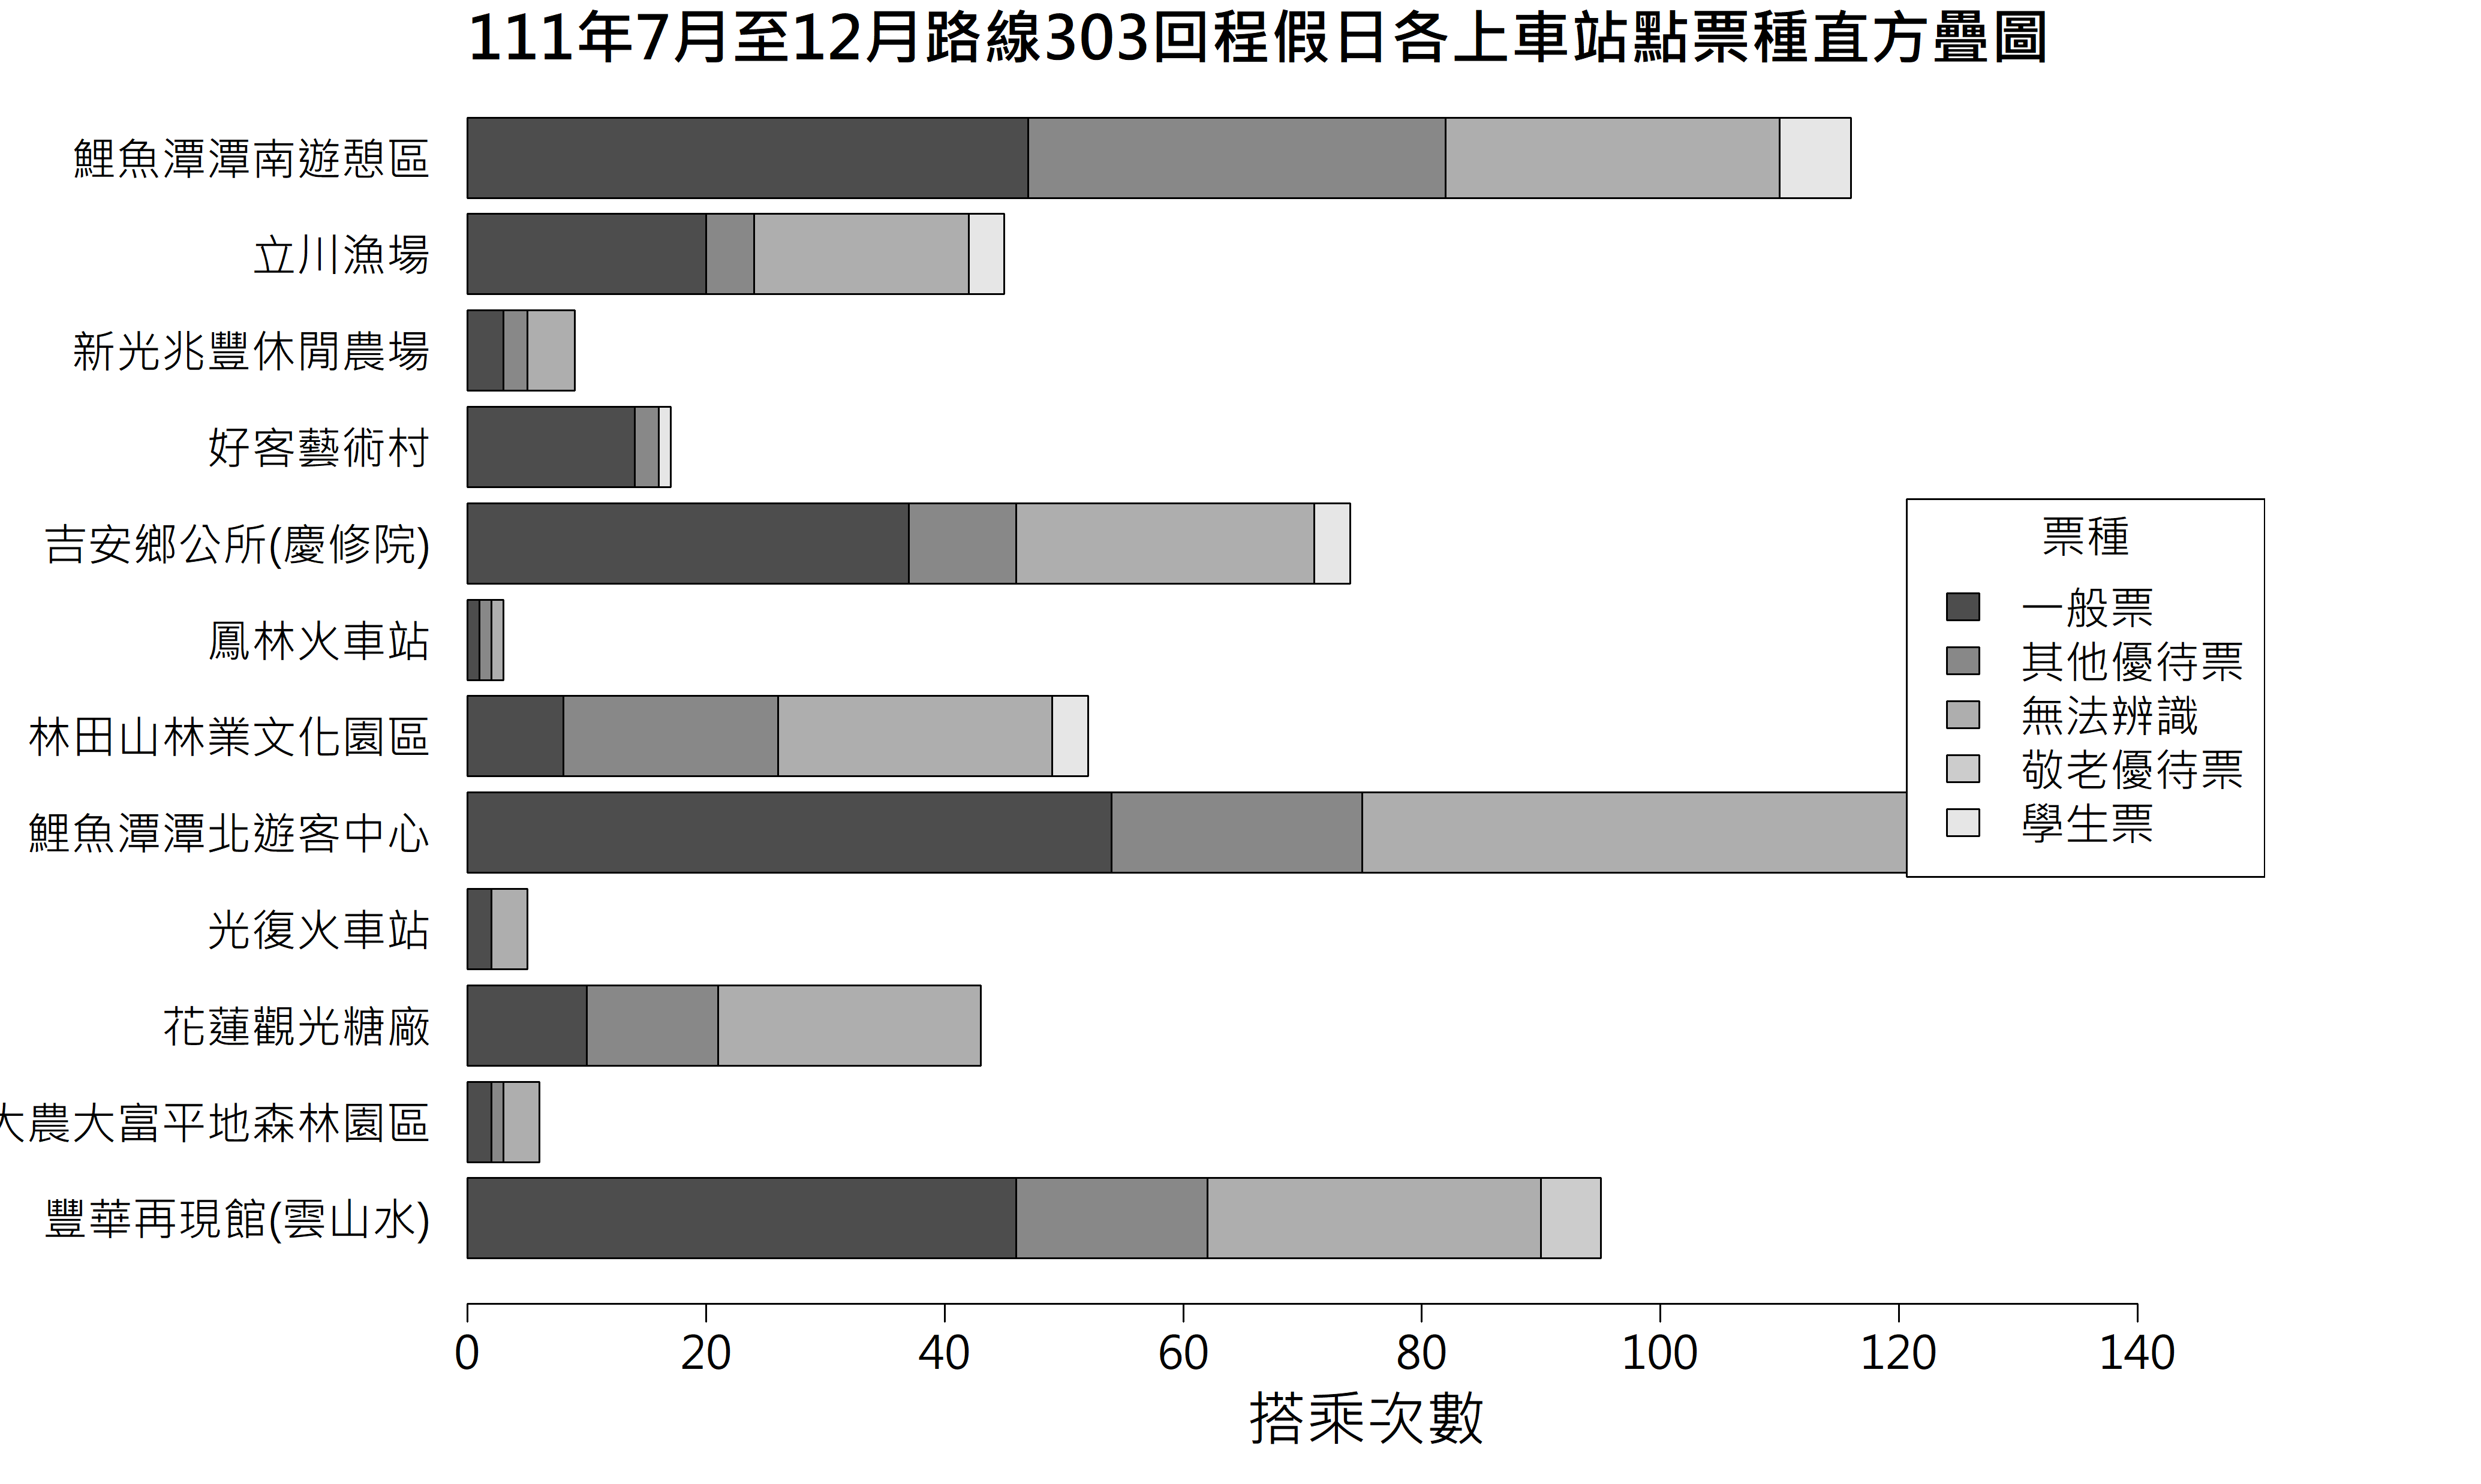 111年7月至12月路線303回程假日各上車站點票種直方疊圖
鯉魚潭潭南遊憩區
立川漁場
新光兆豐休閒農場
好客藝術村
吉安鄉公所(慶修院)
鳳林火車站
林田山林業文化園區
鯉魚潭潭北遊客中心
光復火車站
花蓮觀光糖廠
大農大富平地森林園區
豐華再現館(雲山水)
票種
一般票
其他優待票
無法辨識
敬老優待票
學生票
0 20 40 60 80 100 120 140
搭乘次數